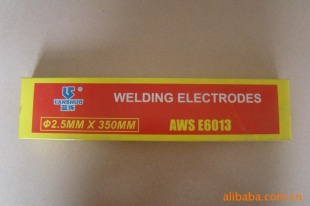 LANSHUO
WELDING ELECTRODES
Φ2.5MM X 350MM
AWS E6013
alibaba.com.cn